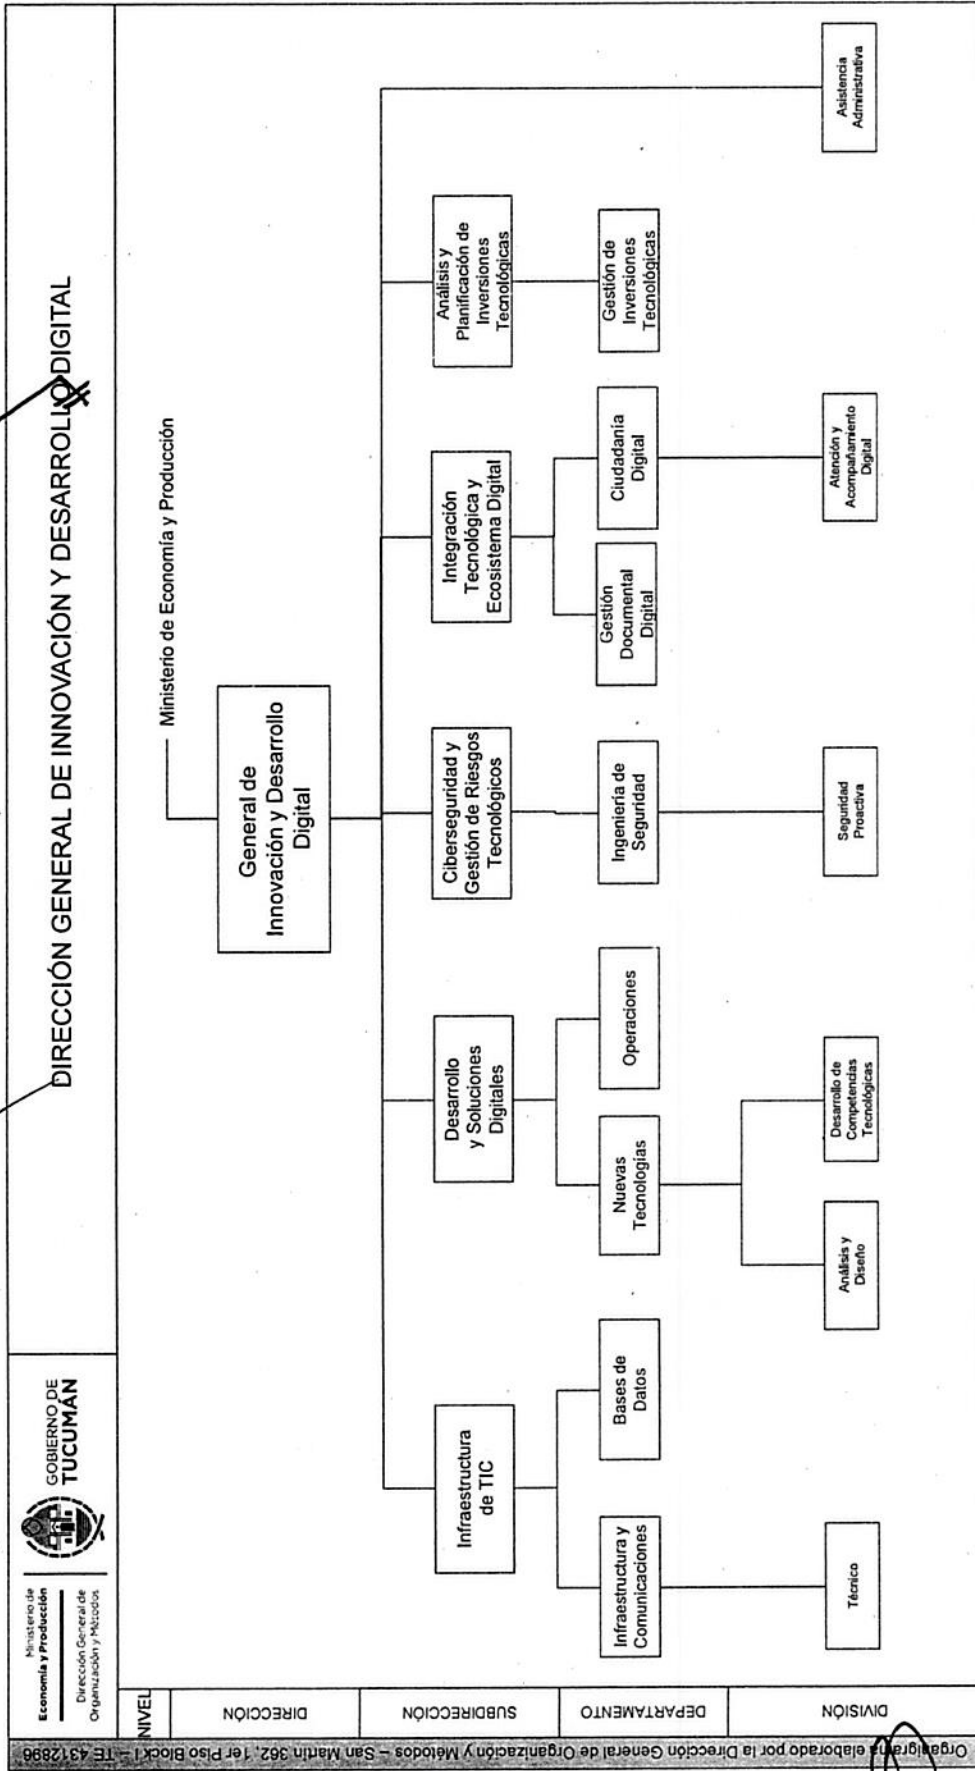 Ministerio de
Economía y Producción
Dirección General de
Organización y Métodos
GOBIERNO DE
TUCUMÁN
DIRECCIÓN GENERAL DE INNOVACIÓN Y DESARROLLO DIGITAL
NIVEL
Ministerio de Economía y Producción
DIRECCIÓN
General de
Innovación y Desarrollo
Digital
SUBDIRECCIÓN
Infraestructura
de TIC
Desarrollo
y Soluciones
Digitales
Ciberseguridad y
Gestión de Riesgos
Tecnológicos
Integración
Tecnológica y
Ecosistema Digital
Análisis y
Planificación de
Inversiones
Tecnológicas
DEPARTAMENTO
Infraestructura y
Comunicaciones
Bases de
Datos
Nuevas
Tecnologías
Operaciones
Ingeniería de
Seguridad
Gestión
Documental
Digital
Ciudadanía
Digital
Gestión de
Inversiones
Tecnológicas
DIVISIÓN
Técnico
Análisis y
Diseño
Desarrollo de
Competencias
Tecnológicas
Seguridad
Proactiva
Atención y
Acompañamiento
Digital
Asistencia
Administrativa
Organigrama elaborado por la Dirección General de Organización y Métodos – San Martín 362, 1er Piso Block I – TE 4312896